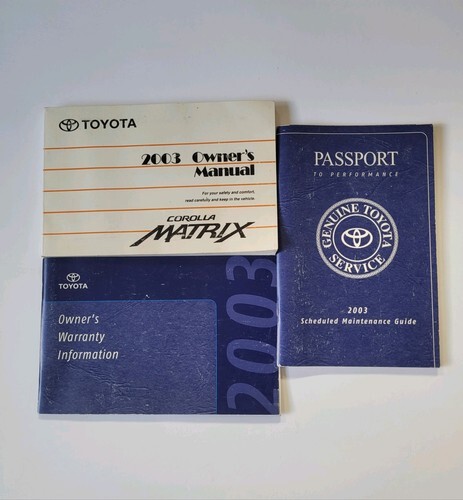 TOYOTA
2003 Owner's
Manual
For your safety and comfort,
read carefully and keep in the vehicle.
COROLLA
MATRIX
PASSPORT
TO PERFORMANCE
GENUINE TOYOTA
SERVICE
2003
Scheduled Maintenance Guide
TOYOTA
Owner's
Warranty
Information
2003